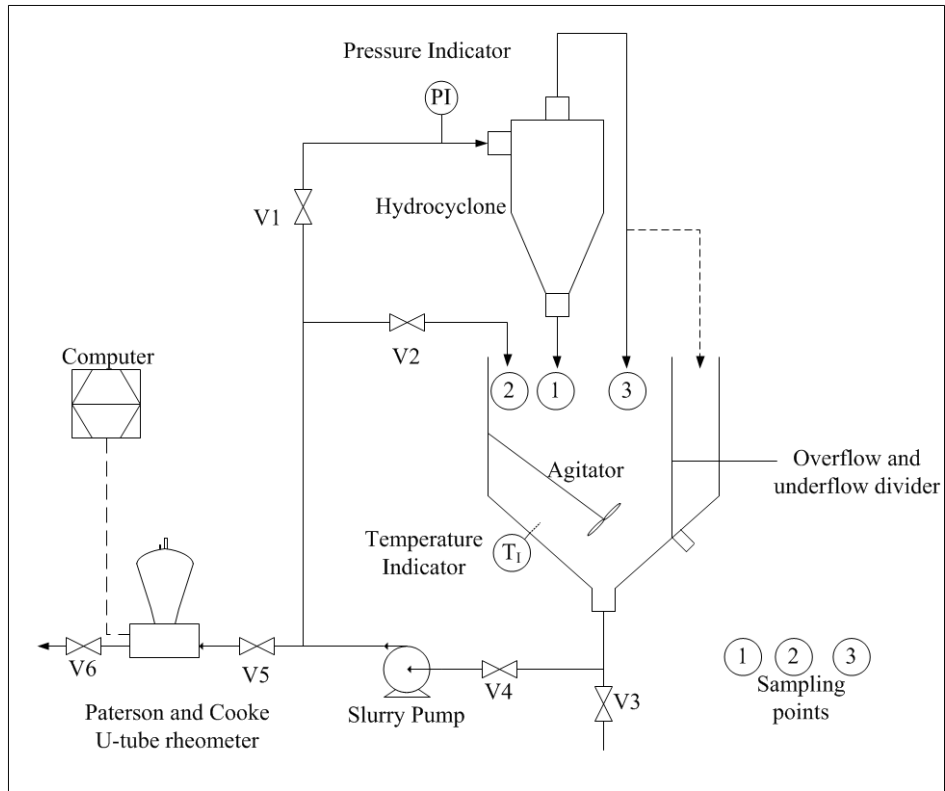 Pressure Indicator
PI
V1
Hydrocyclone
V2
Computer
2
1
3
Agitator
Overflow and
underflow divider
Temperature
Indicator
TI
V6
V5
V4
V3
Slurry Pump
Paterson and Cooke
U-tube rheometer
1
2
3
Sampling
points